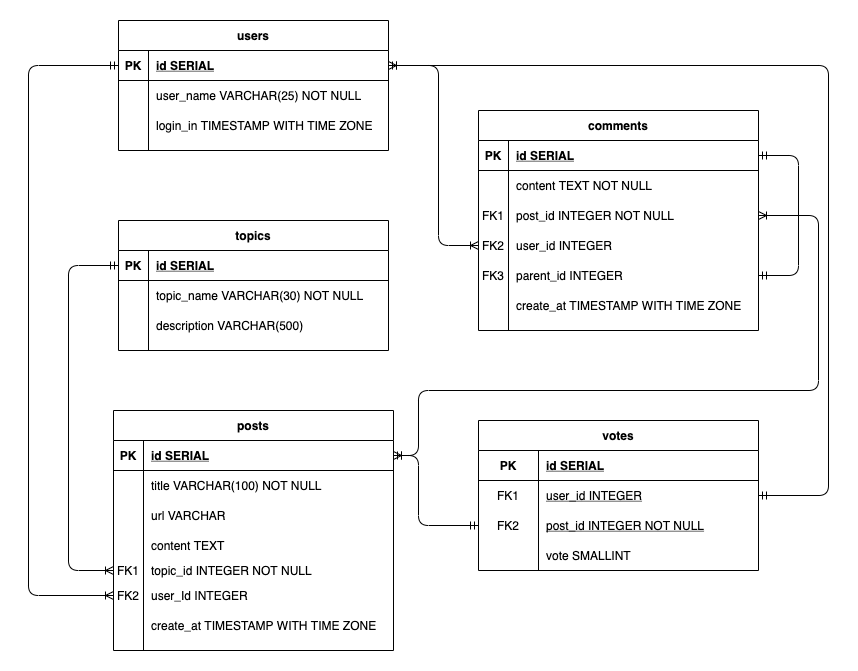 users
PK id SERIAL
user_name VARCHAR(25) NOT NULL
login_in TIMESTAMP WITH TIME ZONE
comments
PK id SERIAL
content TEXT NOT NULL
FK1 post_id INTEGER NOT NULL
FK2 user_id INTEGER
FK3 parent_id INTEGER
create_at TIMESTAMP WITH TIME ZONE
topics
PK id SERIAL
topic_name VARCHAR(30) NOT NULL
description VARCHAR(500)
posts
PK id SERIAL
title VARCHAR(100) NOT NULL
url VARCHAR
content TEXT
FK1 topic_id INTEGER NOT NULL
FK2 user_Id INTEGER
create_at TIMESTAMP WITH TIME ZONE
votes
PK id SERIAL
FK1 user_id INTEGER
FK2 post_id INTEGER NOT NULL
vote SMALLINT